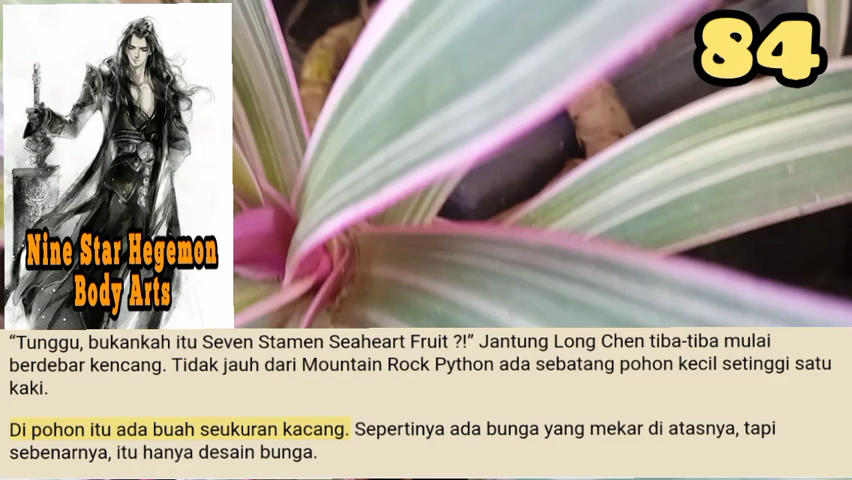 84
Nine Star Hegemon
Body Arts
“Tunggu, bukankah itu Seven Stamen Seaheart Fruit ?!” Jantung Long Chen tiba-tiba mulai
berdebar kencang. Tidak jauh dari Mountain Rock Python ada sebatang pohon kecil setinggi satu
kaki.
Di pohon itu ada buah seukuran kacang. Sepertinya ada bunga yang mekar di atasnya, tapi
sebenarnya, itu hanya desain bunga.